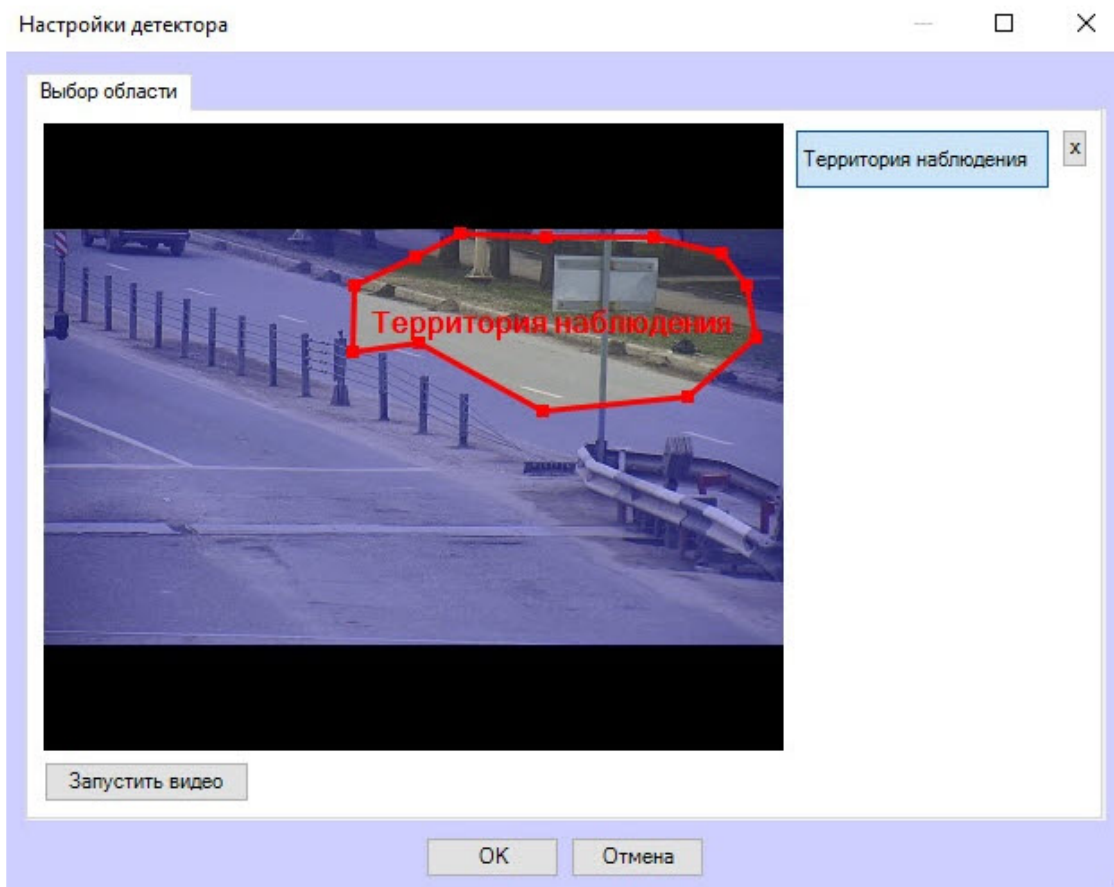 Настройки детектора
Выбор области
Территория наблюдения
x
Территория наблюдения
Запустить видео
OK
Отмена